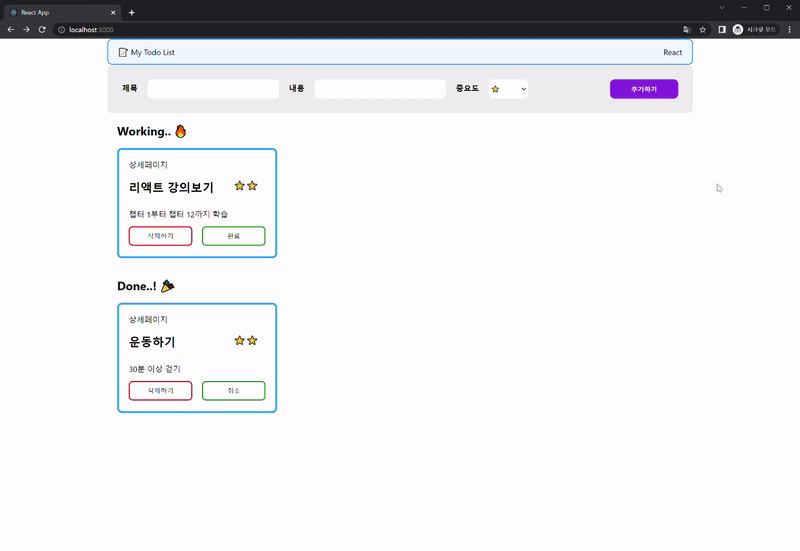 React App
localhost:3000
시크릿 모드
My Todo List
React
제목
내용
중요도
추가하기
Working..
상세페이지
리액트 강의보기
챕터 1부터 챕터 12까지 학습
삭제하기
완료
Done..!
상세페이지
운동하기
30분 이상 걷기
삭제하기
취소